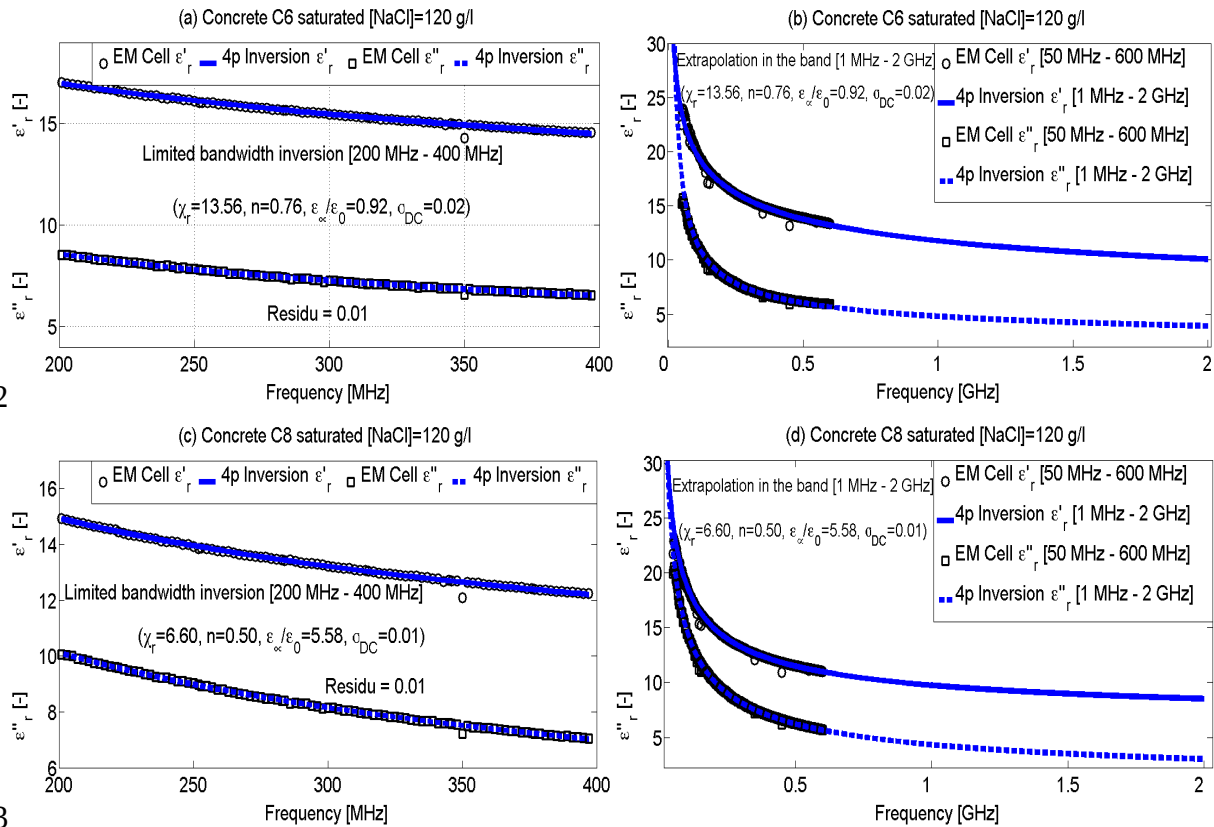 (a) Concrete C6 saturated [NaCl]=120 g/l
EM Cell ε'r 4p Inversion ε'r EM Cell ε''r 4p Inversion ε''r
15
10
5
ε'r [-]
ε''r [-]
Limited bandwidth inversion [200 MHz - 400 MHz]
(χr=13.56, n=0.76, ε∝/ε0=0.92, σDC=0.02)
Residu = 0.01
200 250 300 350 400
Frequency [MHz]
(b) Concrete C6 saturated [NaCl]=120 g/l
30
25
20
15
10
5
ε'r [-]
ε''r [-]
Extrapolation in the band [1 MHz - 2 GHz]
(χr=13.56, n=0.76, ε∝/ε0=0.92, σDC=0.02)
EM Cell ε'r [50 MHz - 600 MHz]
4p Inversion ε'r [1 MHz - 2 GHz]
EM Cell ε''r [50 MHz - 600 MHz]
4p Inversion ε''r [1 MHz - 2 GHz]
0 0.5 1 1.5 2
Frequency [GHz]
2
(c) Concrete C8 saturated [NaCl]=120 g/l
EM Cell ε'r 4p Inversion ε'r EM Cell ε''r 4p Inversion ε''r
16
14
12
10
8
6
ε'r [-]
ε''r [-]
Limited bandwidth inversion [200 MHz - 400 MHz]
(χr=6.60, n=0.50, ε∝/ε0=5.58, σDC=0.01)
Residu = 0.01
200 250 300 350 400
Frequency [MHz]
(d) Concrete C8 saturated [NaCl]=120 g/l
30
25
20
15
10
5
ε'r [-]
ε''r [-]
Extrapolation in the band [1 MHz - 2 GHz]
(χr=6.60, n=0.50, ε∝/ε0=5.58, σDC=0.01)
EM Cell ε'r [50 MHz - 600 MHz]
4p Inversion ε'r [1 MHz - 2 GHz]
EM Cell ε''r [50 MHz - 600 MHz]
4p Inversion ε''r [1 MHz - 2 GHz]
0.5 1 1.5 2
Frequency [GHz]
3